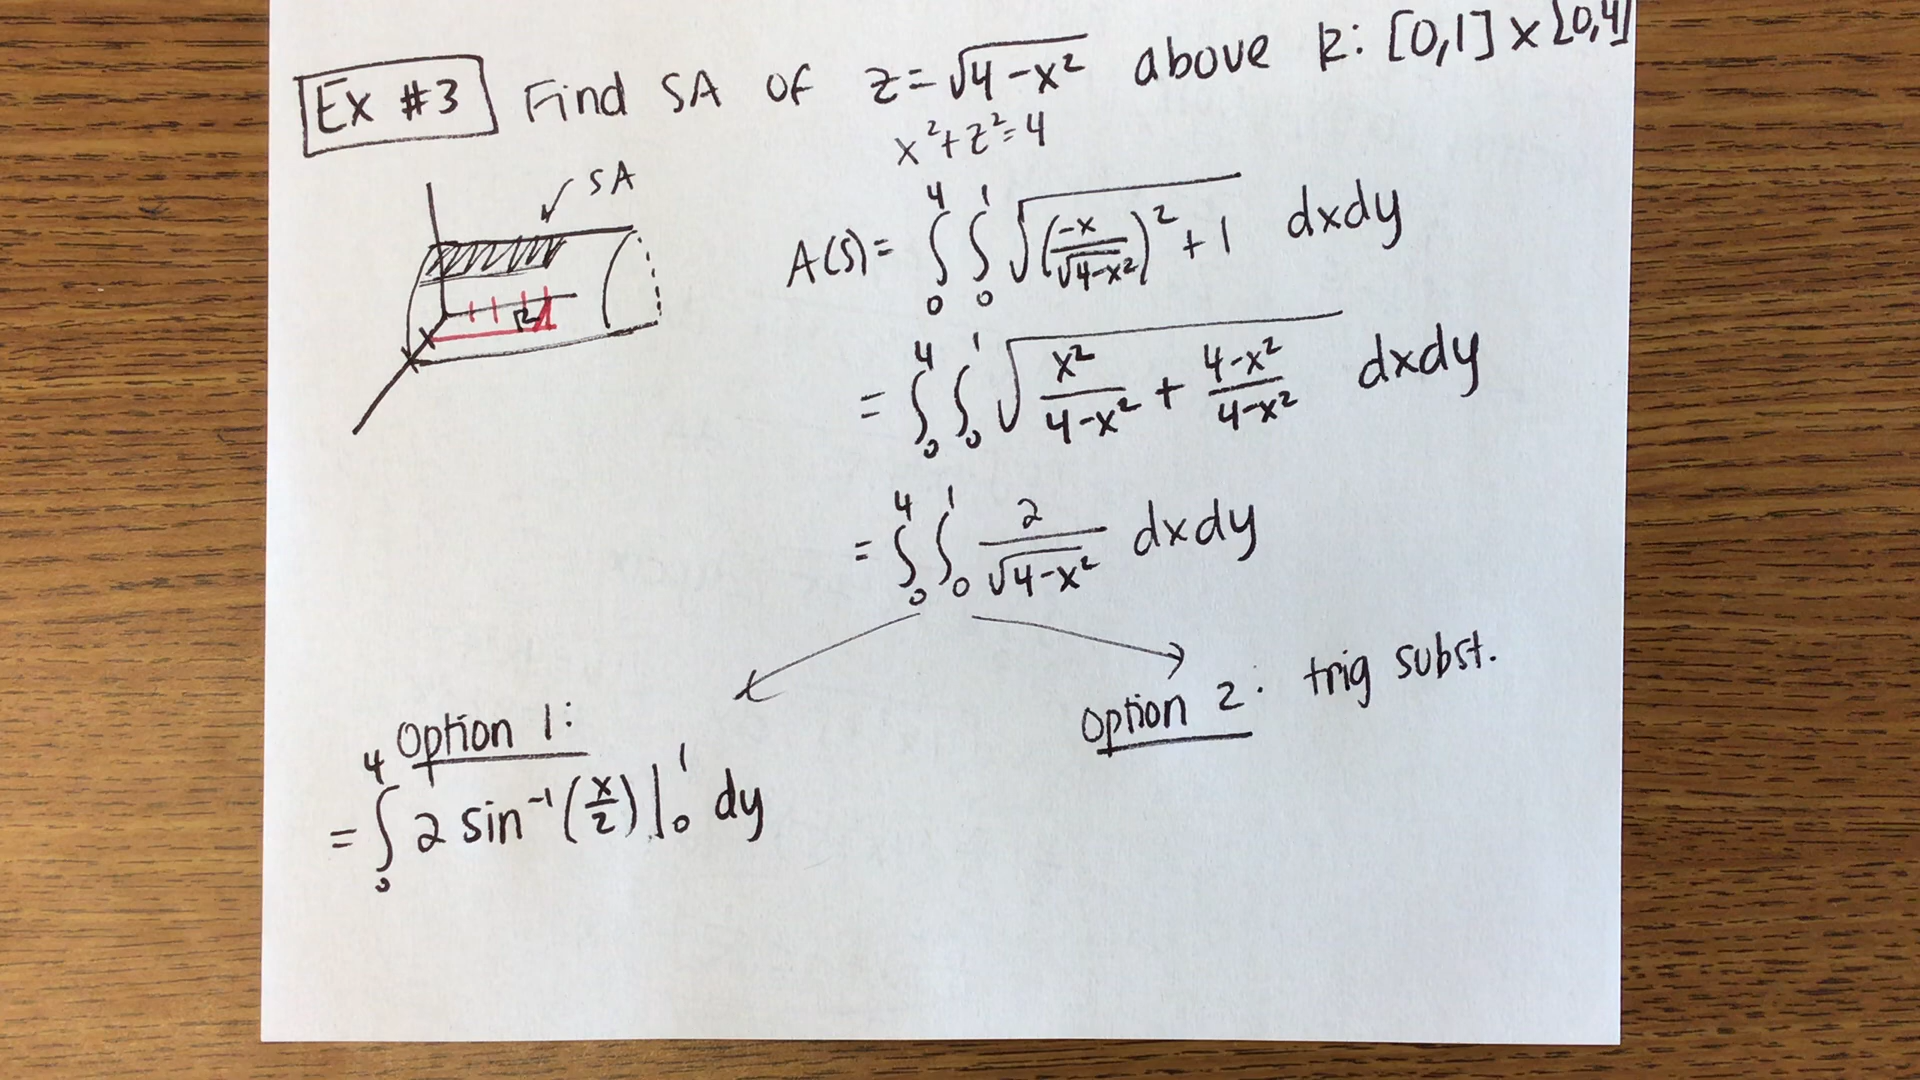 Ex #3 Find SA of z = √(4-x²) above R: [0,1] x [0,4]
x² + z² = 4
SA
R
A(S) = ∫₀⁴ ∫₀¹ √((-x/√(4-x²))² + 1) dxdy
= ∫₀⁴ ∫₀¹ √(x²/(4-x²) + (4-x²)/(4-x²)) dxdy
= ∫₀⁴ ∫₀¹ 2/√(4-x²) dxdy
Option 1:
= ∫₀⁴ 2 sin⁻¹(x/2)|₀¹ dy
Option 2: trig subst.